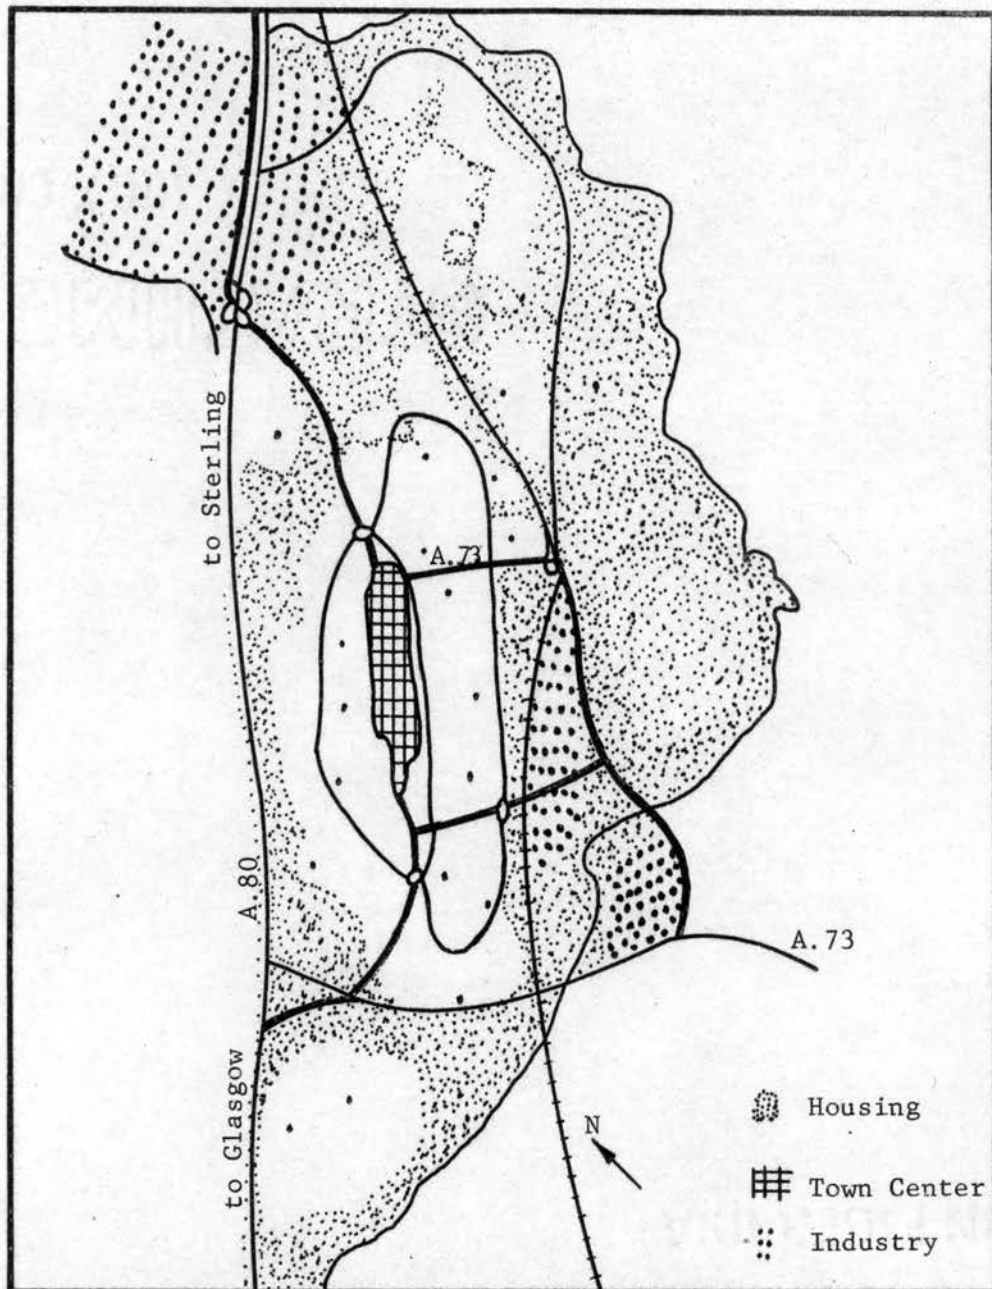 to Sterling
A.73
A.80
A.73
to Glasgow
N
Housing
Town Center
Industry